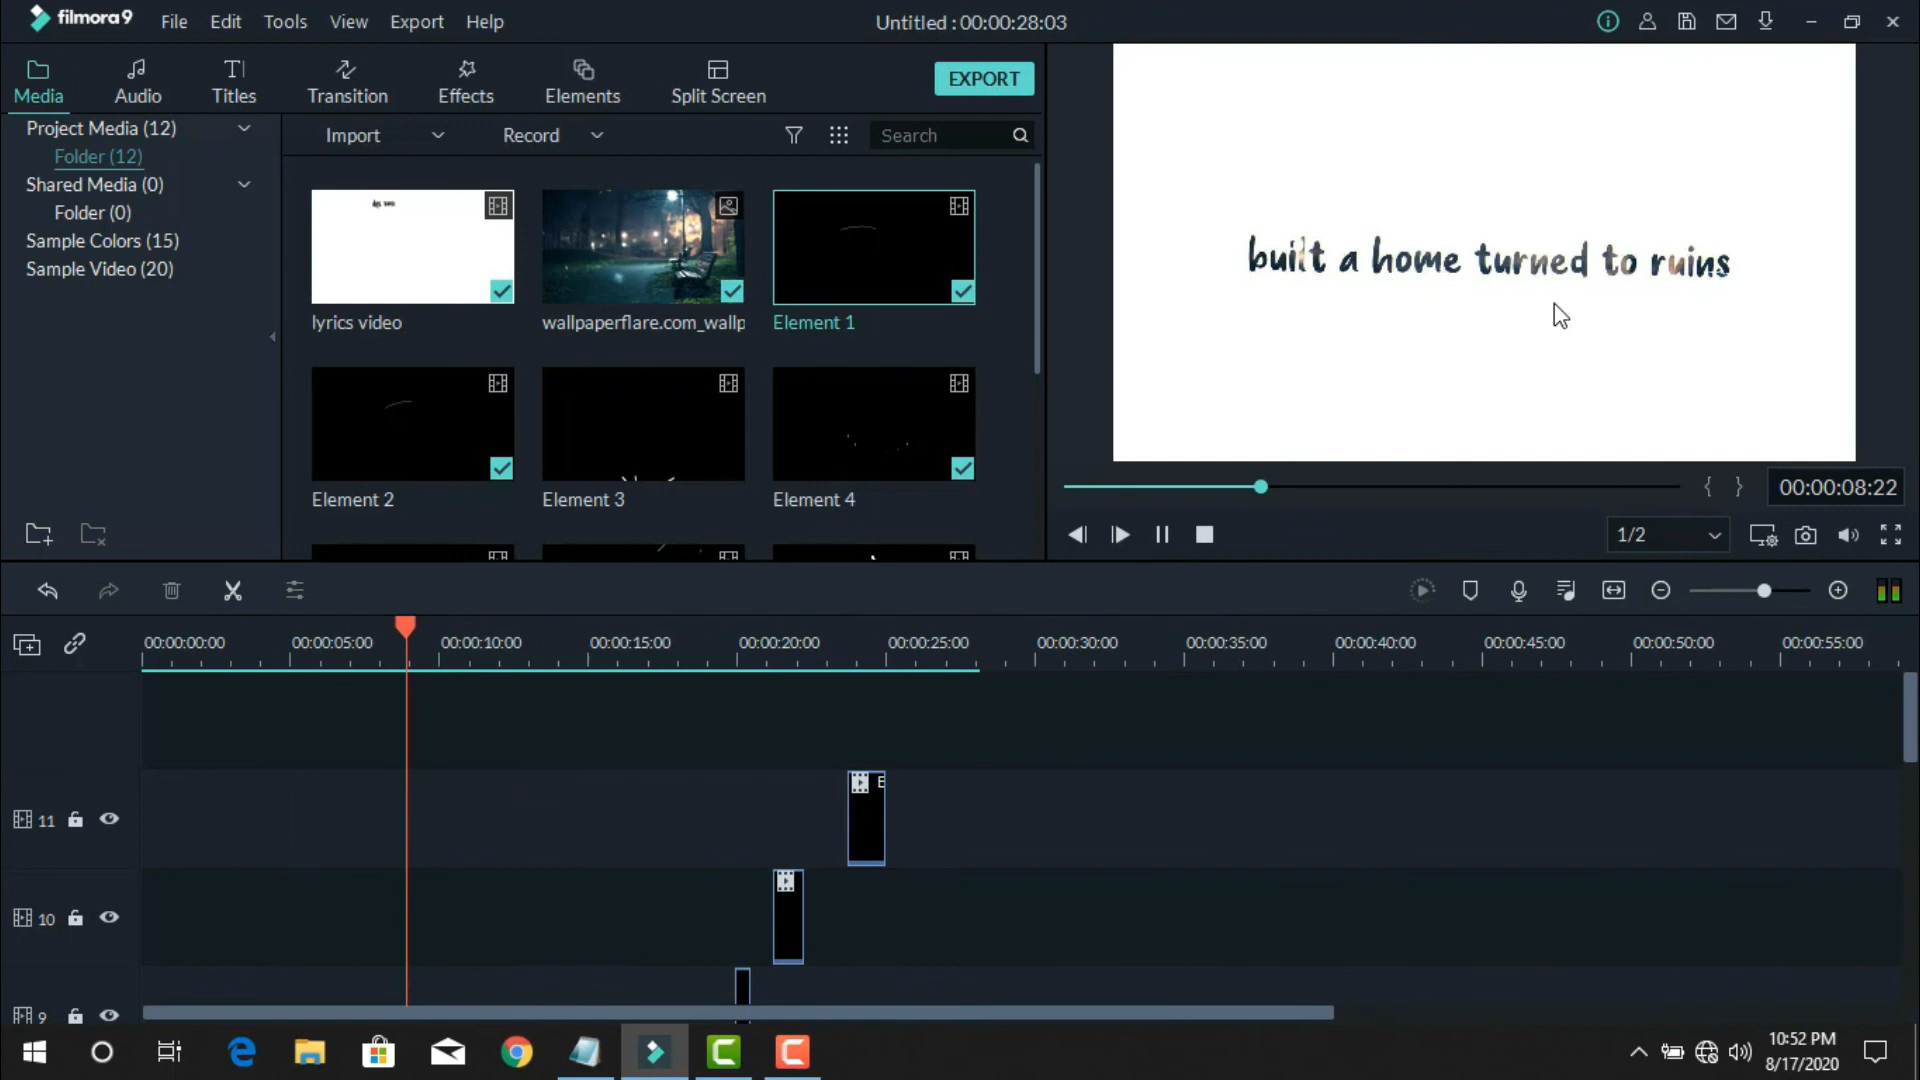 filmora9
File Edit Tools View Export Help
Untitled : 00:00:28:03
Media Audio Titles Transition Effects Elements Split Screen
EXPORT
Project Media (12)
Folder (12)
Shared Media (0)
Folder (0)
Sample Colors (15)
Sample Video (20)
Import Record Search
lyrics video
wallpaperflare.com_wallp
Element 1
Element 2
Element 3
Element 4
built a home turned to ruins
{ } 00:00:08:22
1/2
00:00:00:00 00:00:05:00 00:00:10:00 00:00:15:00 00:00:20:00 00:00:25:00 00:00:30:00 00:00:35:00 00:00:40:00 00:00:45:00 00:00:50:00 00:00:55:00
11
E
10
9
10:52 PM
8/17/2020